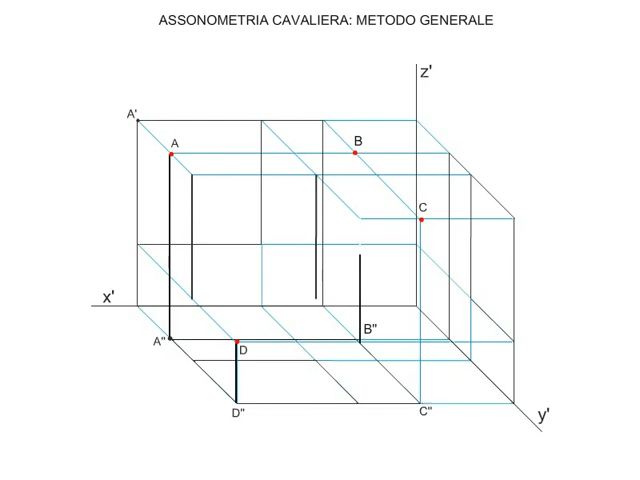 ASSONOMETRIA CAVALIERA: METODO GENERALE
z'
A'
A
B
C
x'
B"
A"
D
D"
C"
y'